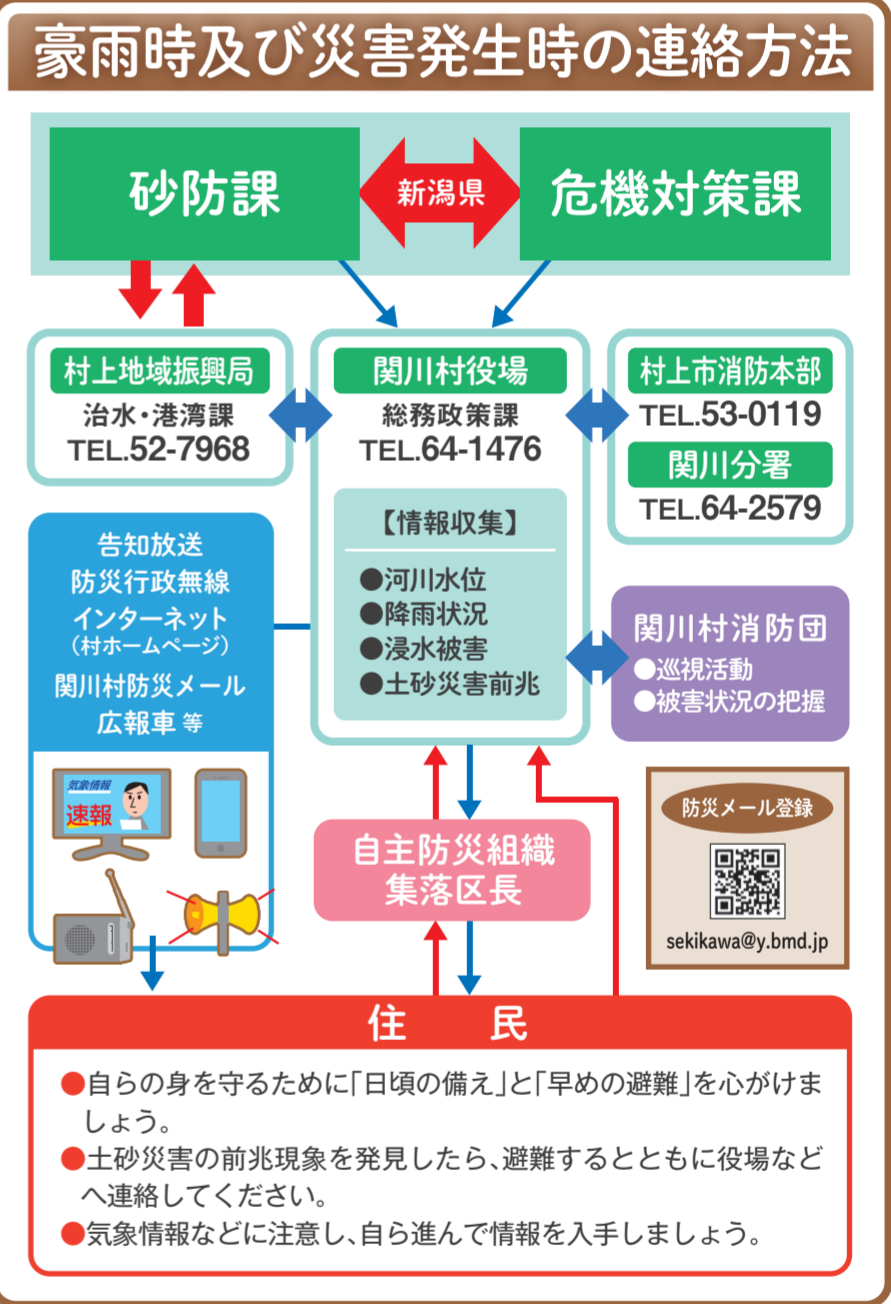 豪雨時及び災害発生時の連絡方法
砂防課
新潟県
危機対策課
村上地域振興局
治水・港湾課
TEL.52-7968
関川村役場
総務政策課
TEL.64-1476
村上市消防本部
TEL.53-0119
関川分署
TEL.64-2579
【情報収集】
●河川水位
●降雨状況
●浸水被害
●土砂災害前兆
告知放送
防災行政無線
インターネット
（村ホームページ）
関川村防災メール
広報車 等
気象情報
速報
関川村消防団
●巡視活動
●被害状況の把握
自主防災組織
集落区長
防災メール登録
sekikawa@y.bmd.jp
住 民
●自らの身を守るために「日頃の備え」と「早めの避難」を心がけま
しょう。
●土砂災害の前兆現象を発見したら、避難するとともに役場など
へ連絡してください。
●気象情報などに注意し、自ら進んで情報を入手しましょう。